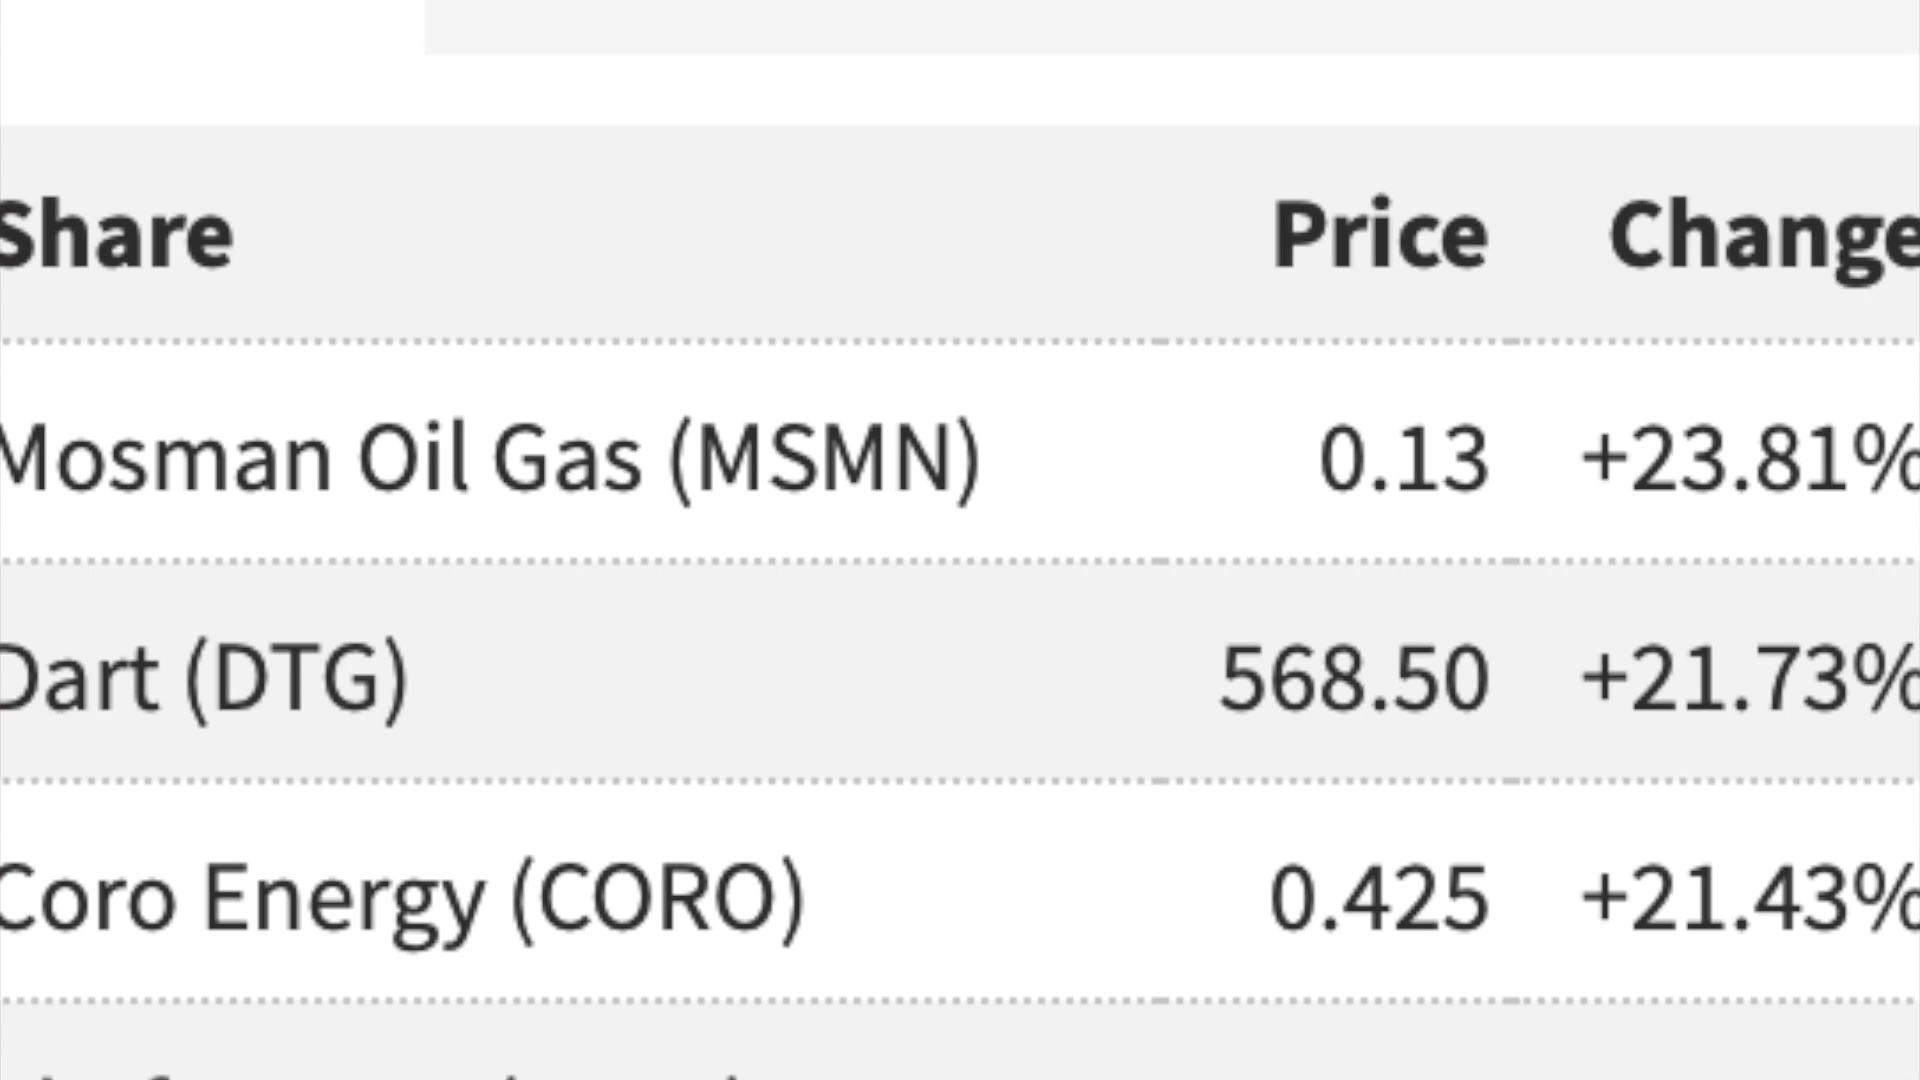 Share Price Change
Mosman Oil Gas (MSMN) 0.13 +23.81%
Dart (DTG) 568.50 +21.73%
Coro Energy (CORO) 0.425 +21.43%